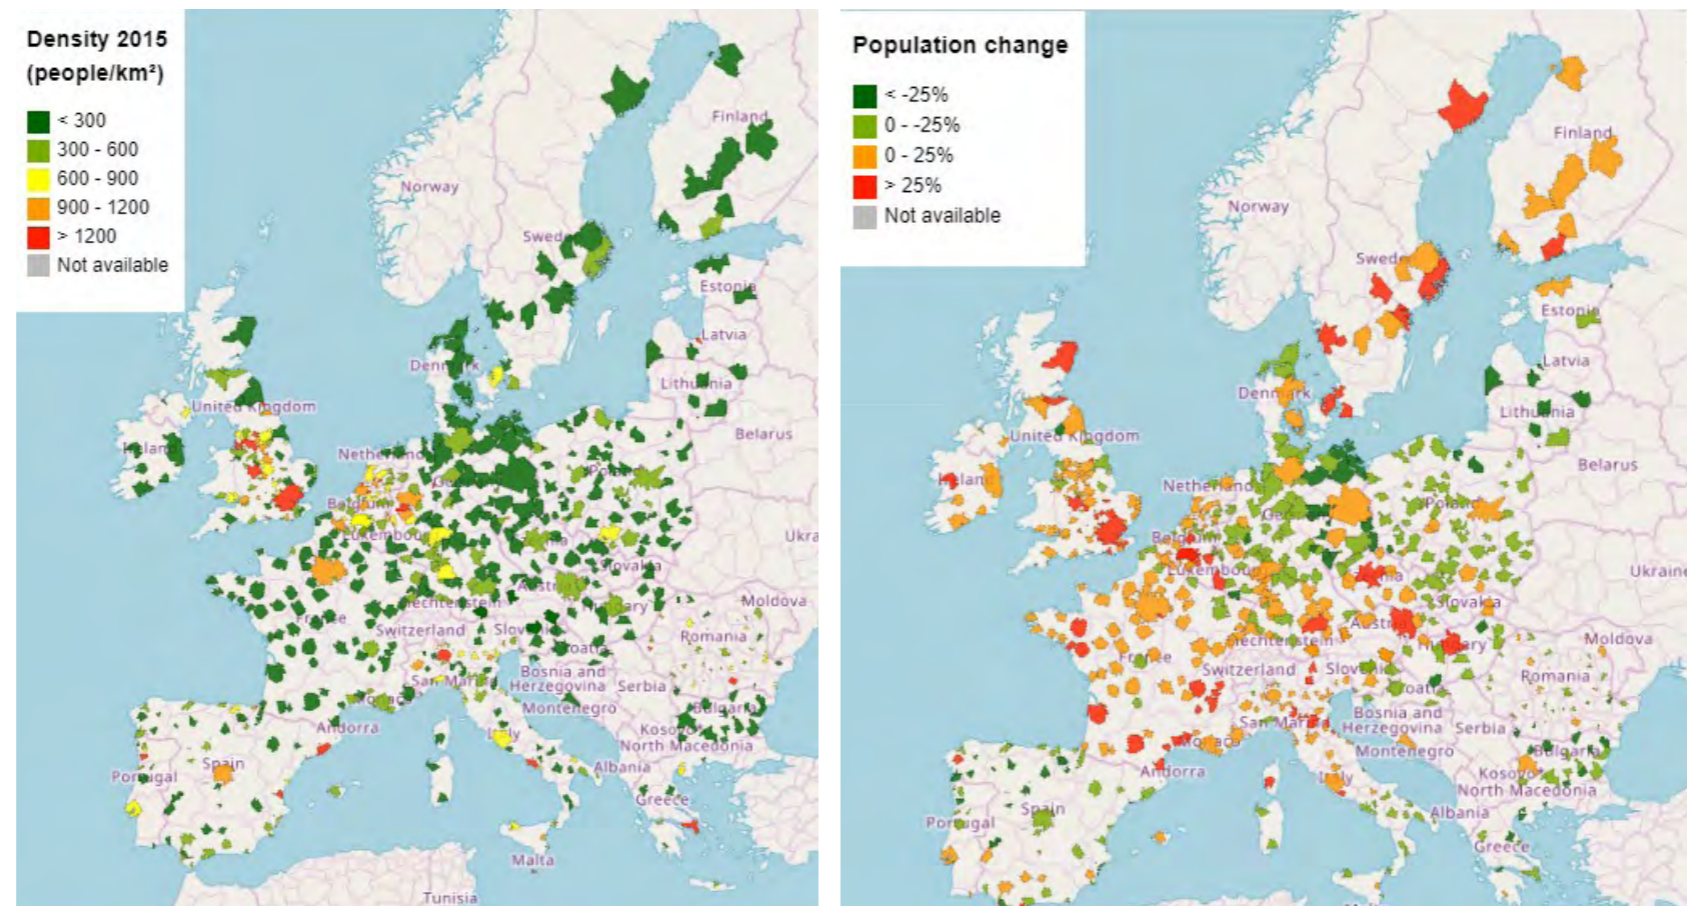 Density 2015
(people/km²)
< 300
300 - 600
600 - 900
900 - 1200
> 1200
Not available
Norway
Finland
Estonia
Latvia
Denmark
Lithuania
United Kingdom
Belarus
Ireland
Netherlands
Poland
Belgium
Luxembourg
Ukra
Slovakia
Austria
Liechtenstein
Hungary
Moldova
France
Switzerland
Romania
Croatia
San Marino
Bosnia and
Herzegovina
Serbia
Montenegro
Monaco
Bulgaria
Andorra
Kosovo
North Macedonia
Italy
Spain
Portugal
Albania
Greece
Malta
Tunisia
Population change
< -25%
0 - -25%
0 - 25%
> 25%
Not available
Finland
Norway
Estonia
Latvia
Denmark
Lithuania
United Kingdom
Belarus
Ireland
Netherlands
Poland
Belgium
Luxembourg
Ukraine
Slovakia
Austria
Liechtenstein
Hungary
Moldova
France
Switzerland
Slovenia
Romania
Croatia
San Marino
Bosnia and
Herzegovina
Serbia
Monaco
Montenegro
Bulgaria
Andorra
Kosovo
North Macedonia
Italy
Spain
Albania
Portugal
Greece